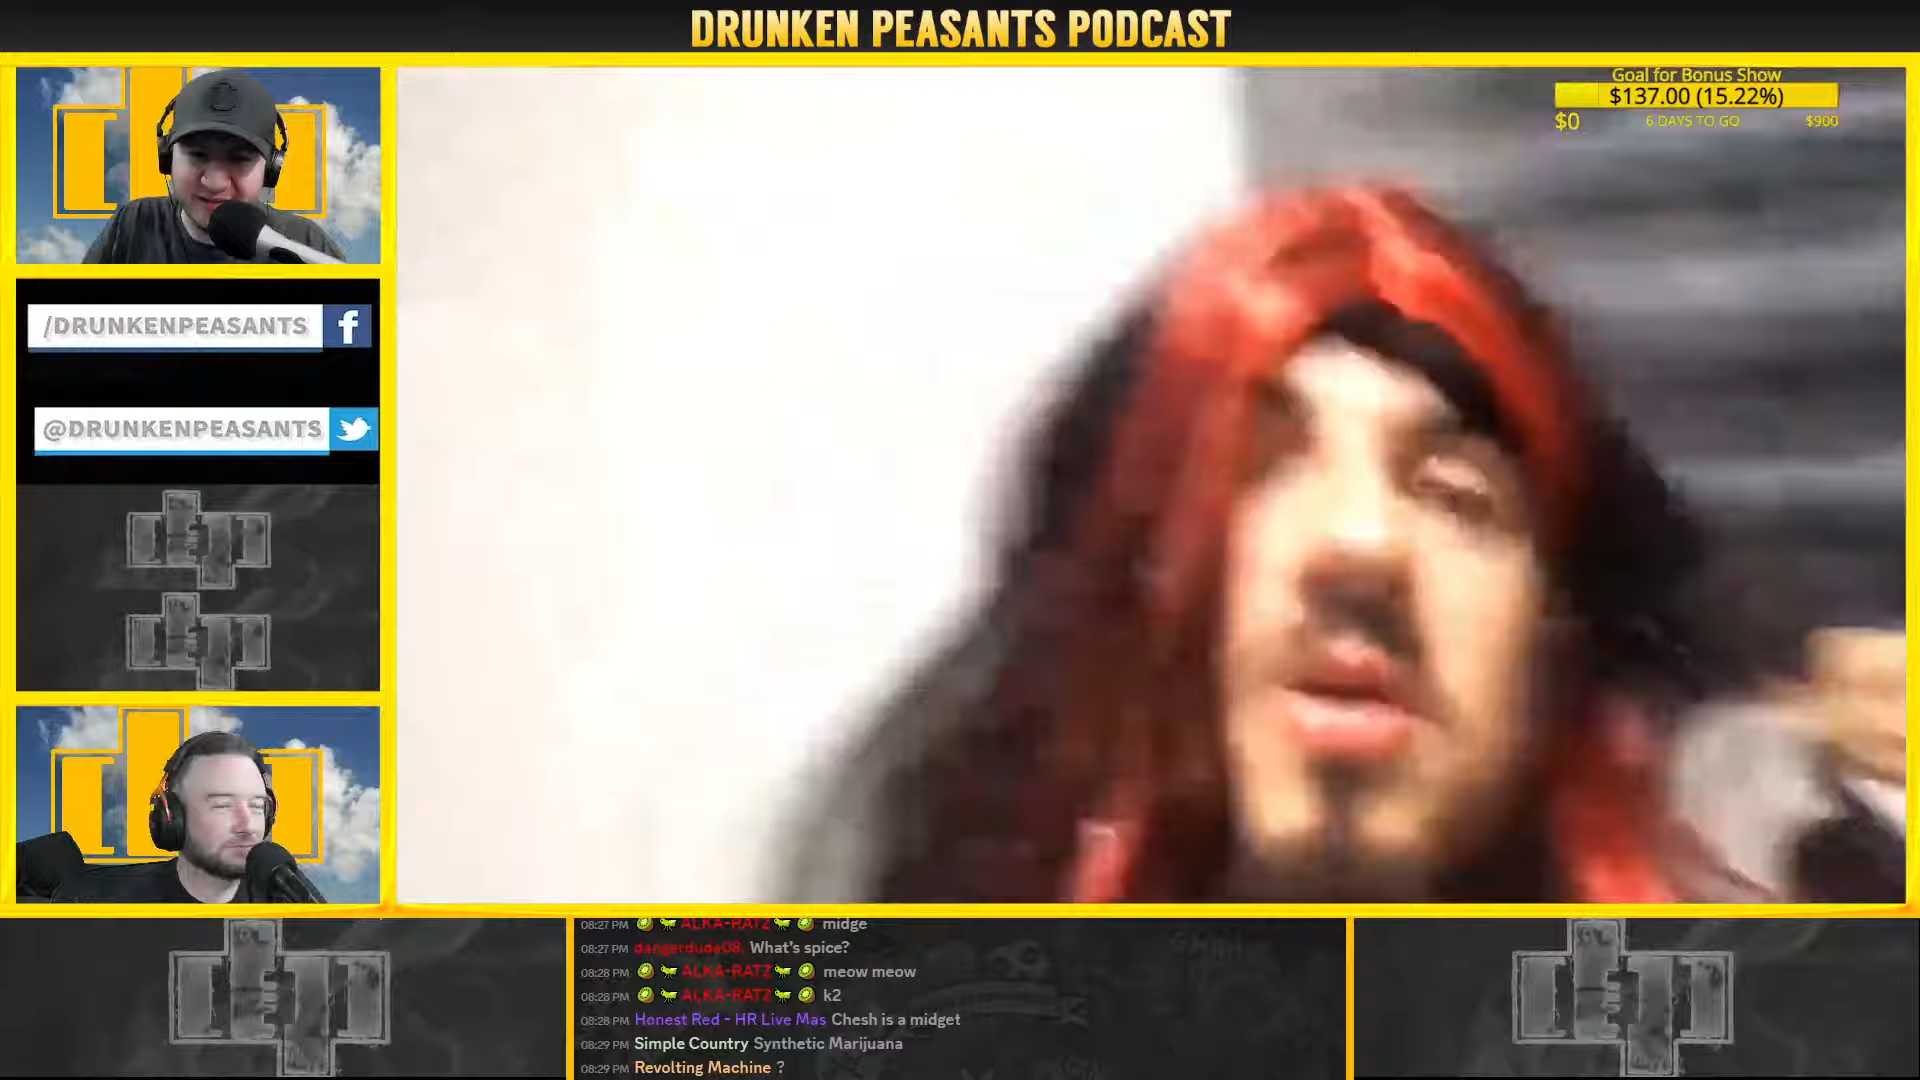 DRUNKEN PEASANTS PODCAST
Goal for Bonus Show
$137.00 (15.22%)
$0 6 DAYS TO GO $900
/DRUNKENPEASANTS f
@DRUNKENPEASANTS
08:27 PM ALKA-RATZ midge
08:27 PM dangerdude08. What's spice?
08:28 PM ALKA-RATZ meow meow
08:28 PM ALKA-RATZ k2
08:28 PM Honest Red - HR Live Mas Chesh is a midget
08:29 PM Simple Country Synthetic Marijuana
08:29 PM Revolting Machine ?